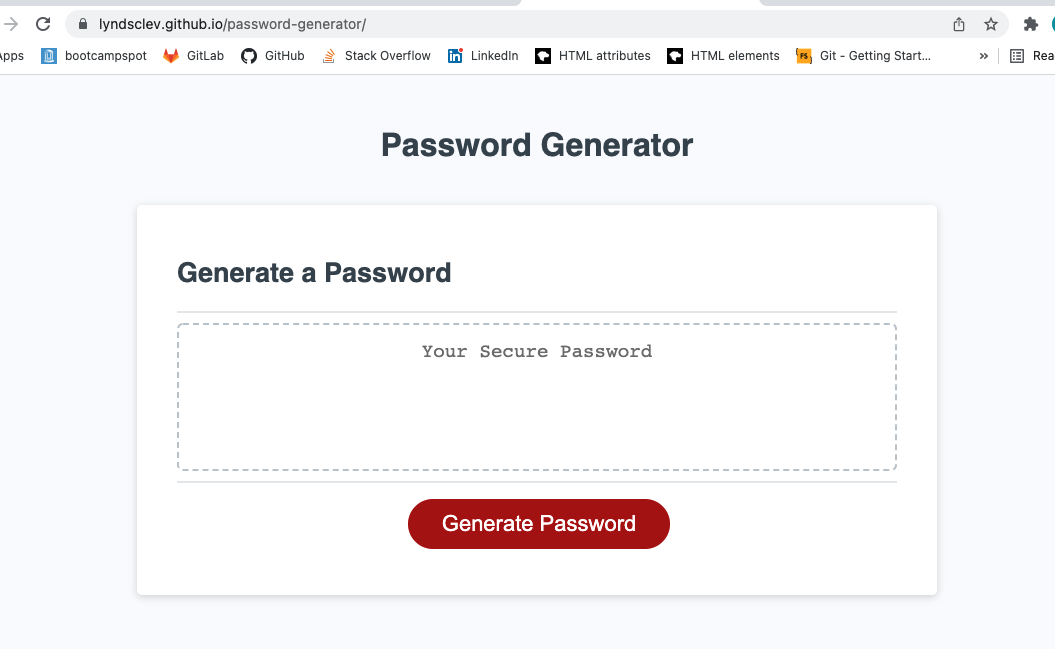 lyndsclev.github.io/password-generator/
Apps bootcampspot GitLab GitHub Stack Overflow LinkedIn HTML attributes HTML elements FS Git - Getting Start... » Rea
Password Generator
Generate a Password
Your Secure Password
Generate Password